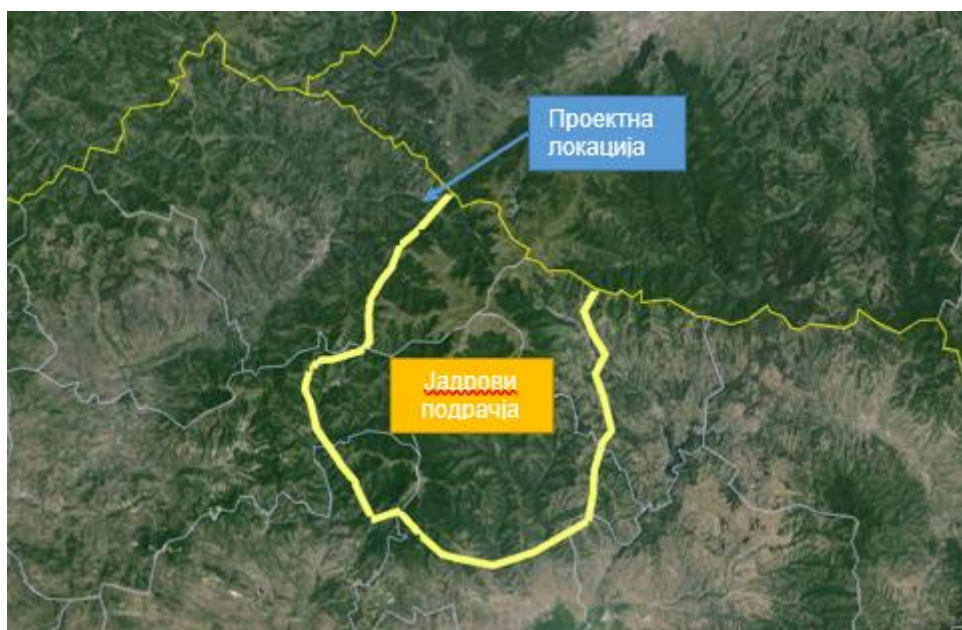 Проектна
локација
Јадрови
подрачја